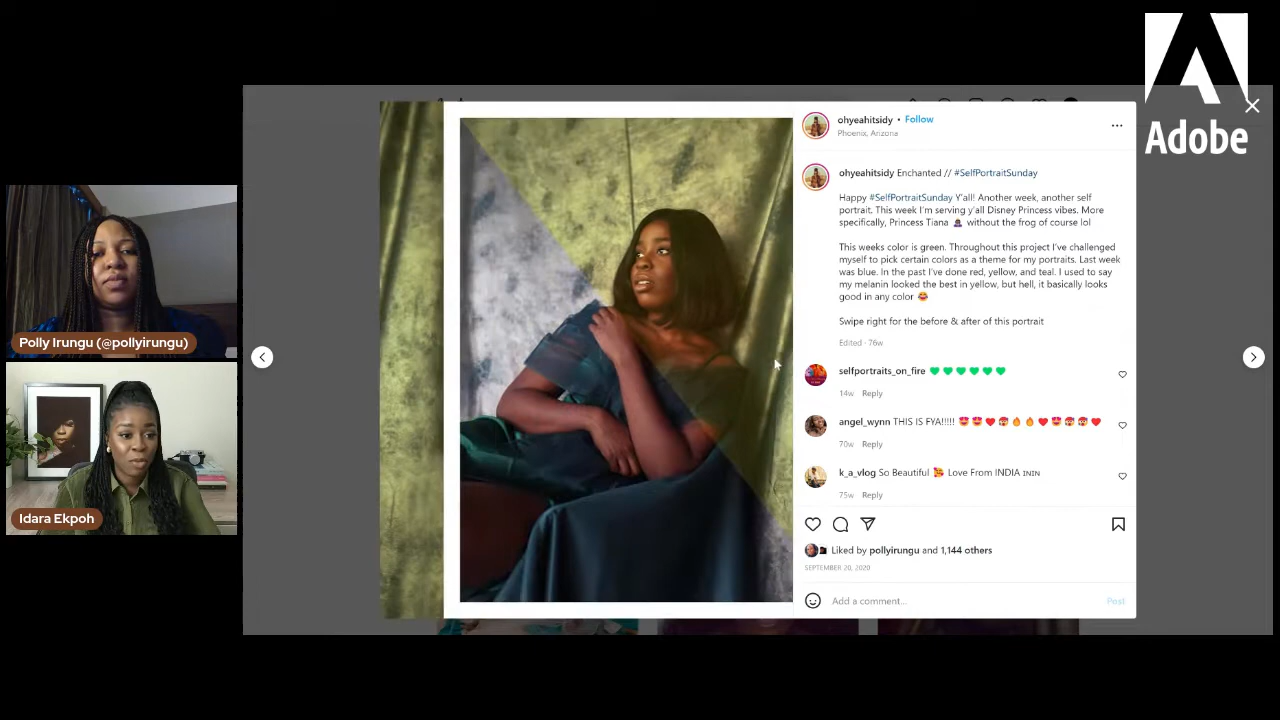 Adobe
Polly Irungu (@pollyirungu)
Idara Ekpoh
ohyeahitsidy • Follow
Phoenix, Arizona
ohyeahitsidy Enchanted // #SelfPortraitSunday
Happy #SelfPortraitSunday Y'all! Another week, another self
portrait. This week I'm serving y'all Disney Princess vibes. More
specifically, Princess Tiana 👸🏾 without the frog of course lol
This weeks color is green. Throughout this project I've challenged
myself to pick certain colors as a theme for my portraits. Last week
was blue. In the past I've done red, yellow, and teal. I used to say
my melanin looked the best in yellow, but hell, it basically looks
good in any color 😂
Swipe right for the before & after of this portrait
Edited · 76w
selfportraits_on_fire 💚💚💚💚💚💚
14w Reply
angel_wynn THIS IS FYA!!!!! 😍😍❤️🥰🔥🔥❤️😍🥰🥰❤️
70w Reply
k_a_vlog So Beautiful 🥰 Love From INDIA ɪɴɪɴ
75w Reply
Liked by pollyirungu and 1,144 others
SEPTEMBER 20, 2020
Add a comment...
Post